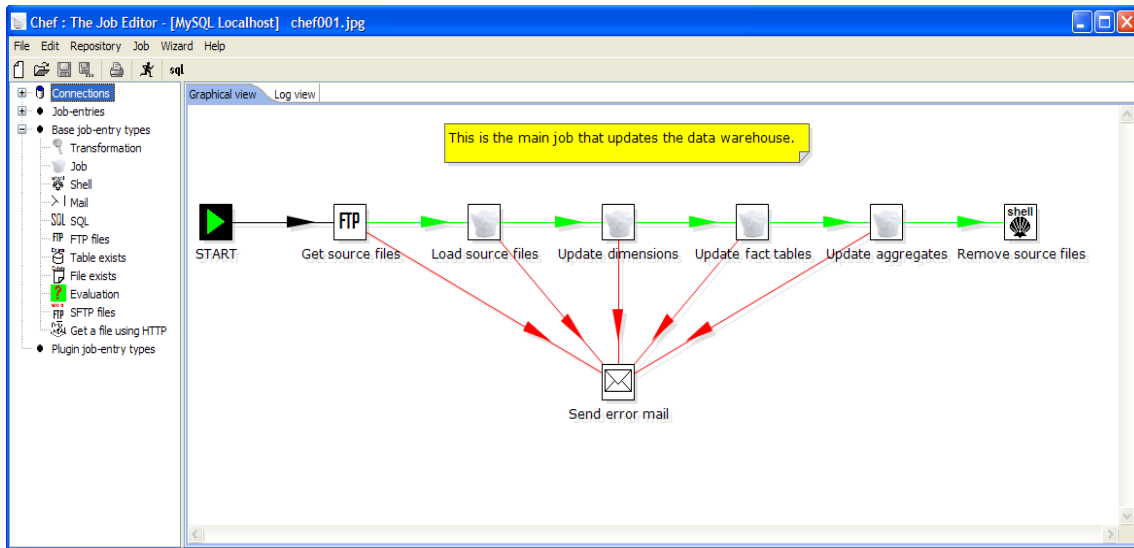 Chef : The Job Editor - [MySQL Localhost] chef001.jpg
File Edit Repository Job Wizard Help
sql
Connections
Job-entries
Base job-entry types
Transformation
Job
Shell
Mail
SQL SQL
FTP FTP files
Table exists
File exists
? Evaluation
FTP SFTP files
Get a file using HTTP
Plugin job-entry types
Graphical view Log view
This is the main job that updates the data warehouse.
FTP
shell
START Get source files Load source files Update dimensions Update fact tables Update aggregates Remove source files
Send error mail